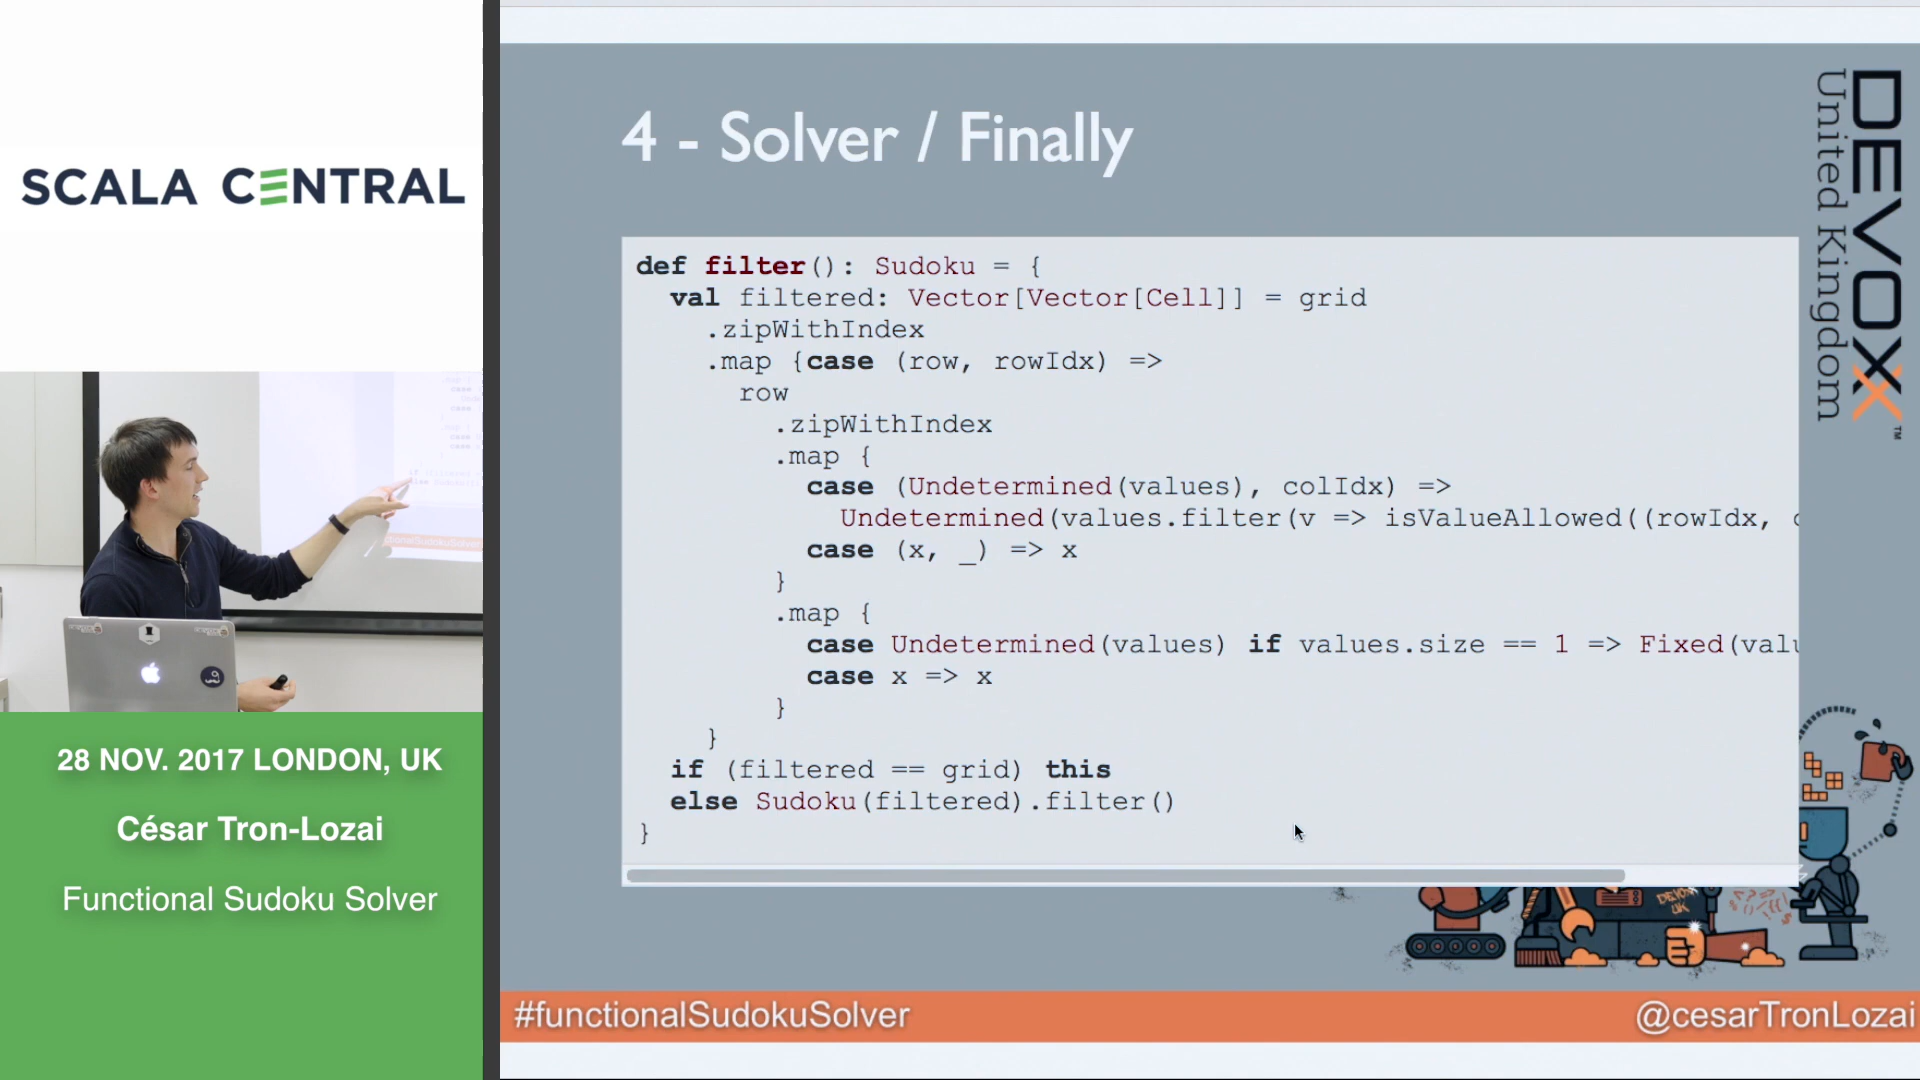 SCALA CENTRAL
28 NOV. 2017 LONDON, UK
César Tron-Lozai
Functional Sudoku Solver
4 - Solver / Finally
def filter(): Sudoku = {
val filtered: Vector[Vector[Cell]] = grid
.zipWithIndex
.map {case (row, rowIdx) =>
row
.zipWithIndex
.map {
case (Undetermined(values), colIdx) =>
Undetermined(values.filter(v => isValueAllowed((rowIdx,
case (x, _) => x
}
.map {
case Undetermined(values) if values.size == 1 => Fixed(valu
case x => x
}
}
if (filtered == grid) this
else Sudoku(filtered).filter()
}
DEVOXX™
United Kingdom
DEVOXX
UK
#functionalSudokuSolver
@cesarTronLozai